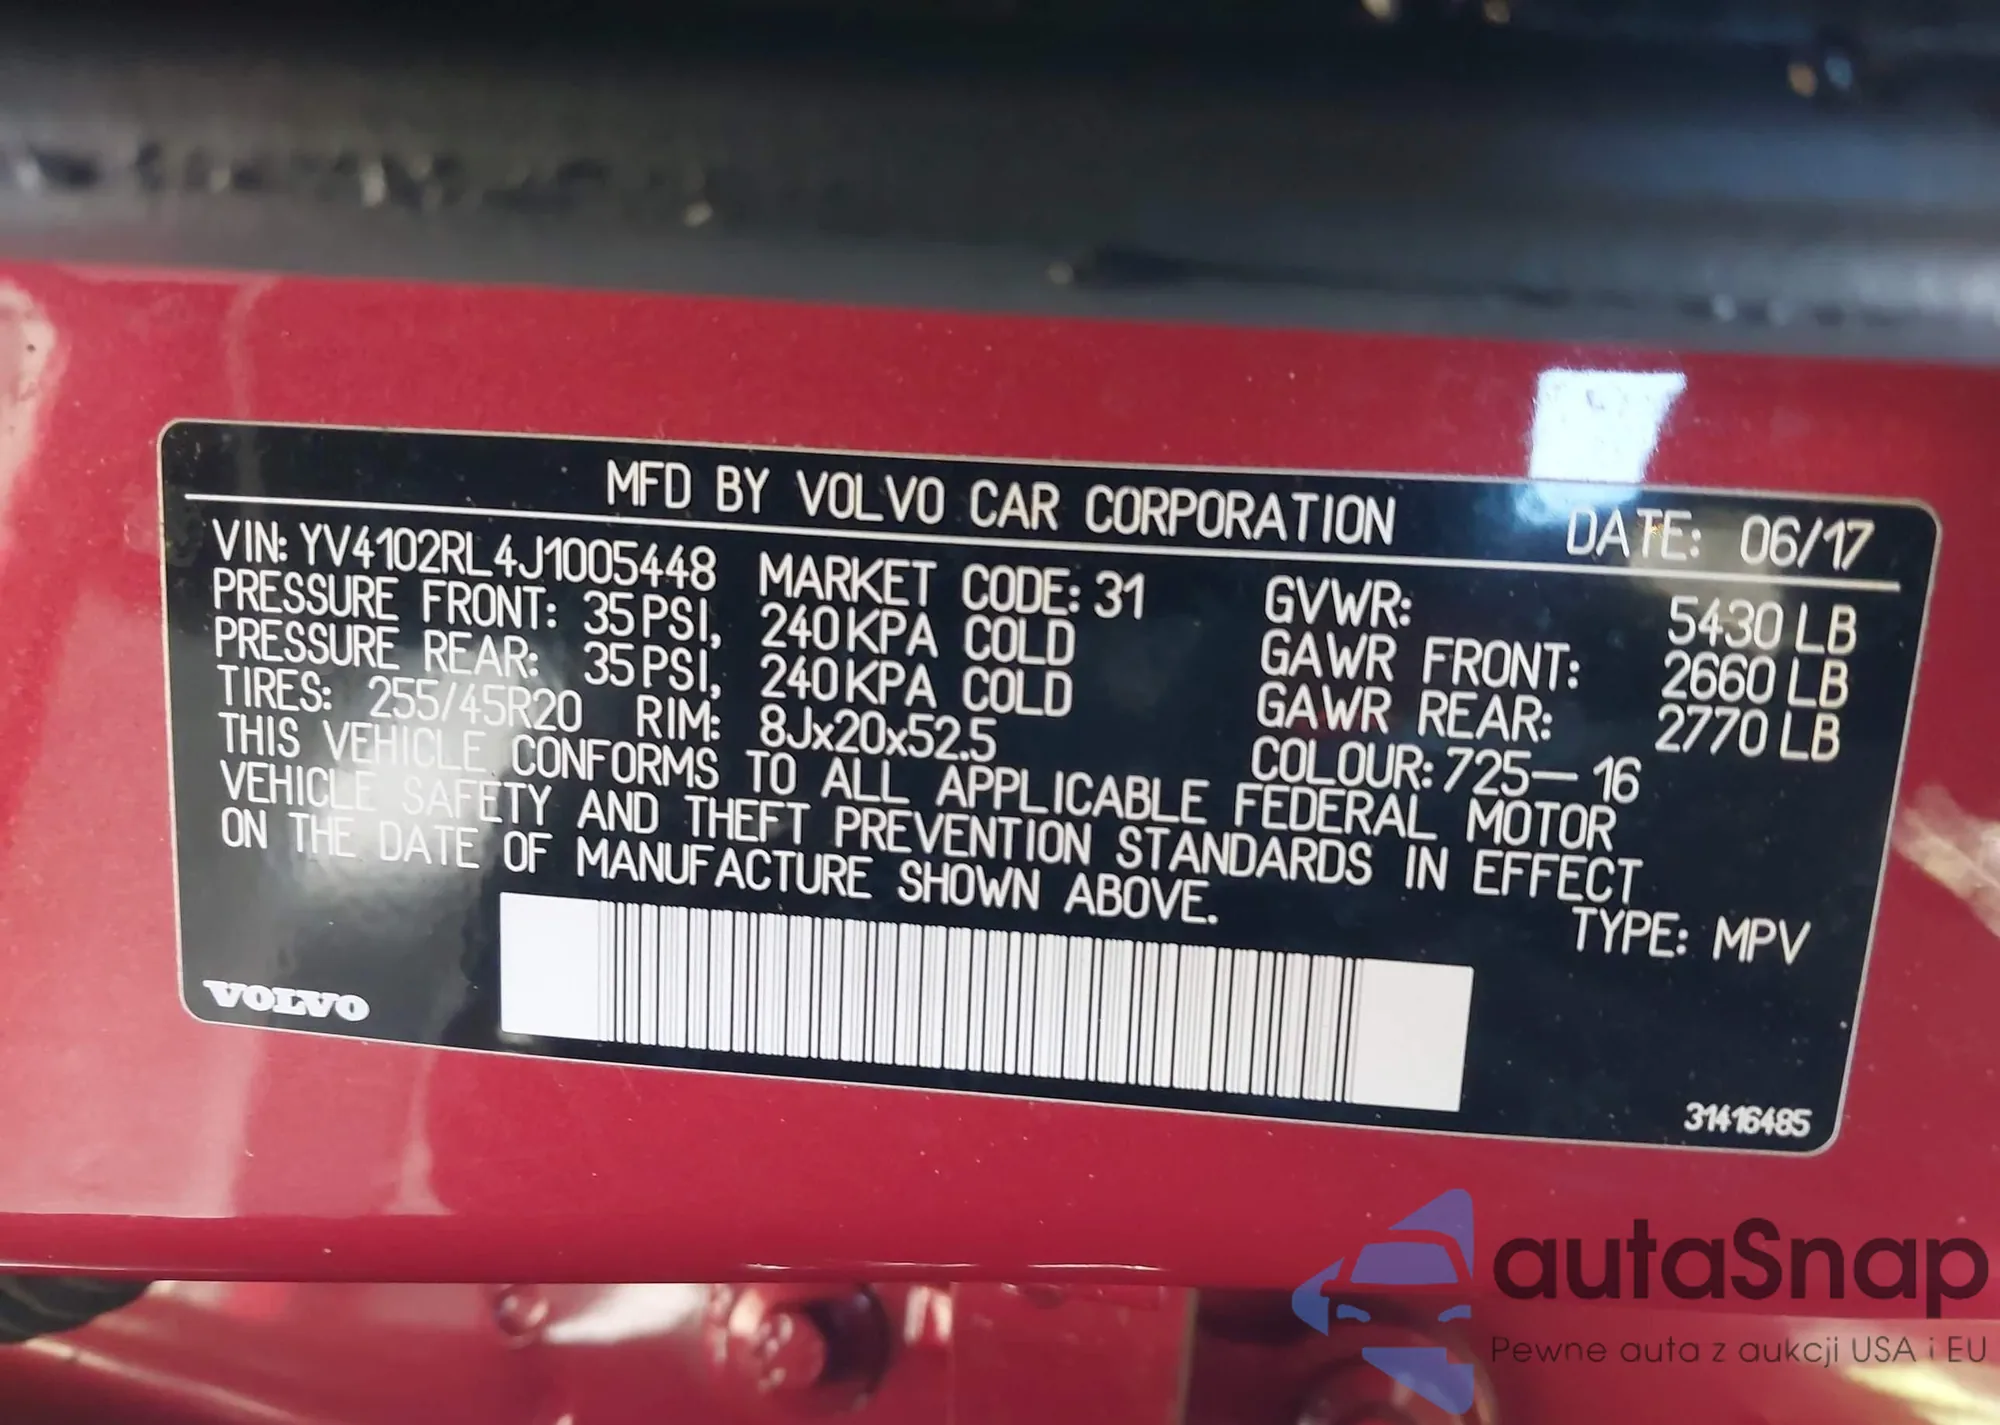 MFD BY VOLVO CAR CORPORATION DATE: 06/17
VIN: YV4102RL4J1005448 MARKET CODE: 31 GVWR: 5430 LB
PRESSURE FRONT: 35 PSI, 240 KPA COLD GAWR FRONT: 2660 LB
PRESSURE REAR: 35 PSI, 240 KPA COLD GAWR REAR: 2770 LB
TIRES: 255/45R20 RIM: 8Jx20x52.5 COLOUR: 725–16
THIS VEHICLE CONFORMS TO ALL APPLICABLE FEDERAL MOTOR
VEHICLE SAFETY AND THEFT PREVENTION STANDARDS IN EFFECT
ON THE DATE OF MANUFACTURE SHOWN ABOVE. TYPE: MPV
VOLVO
31416485
autaSnap
Pewne auta z aukcji USA i EU